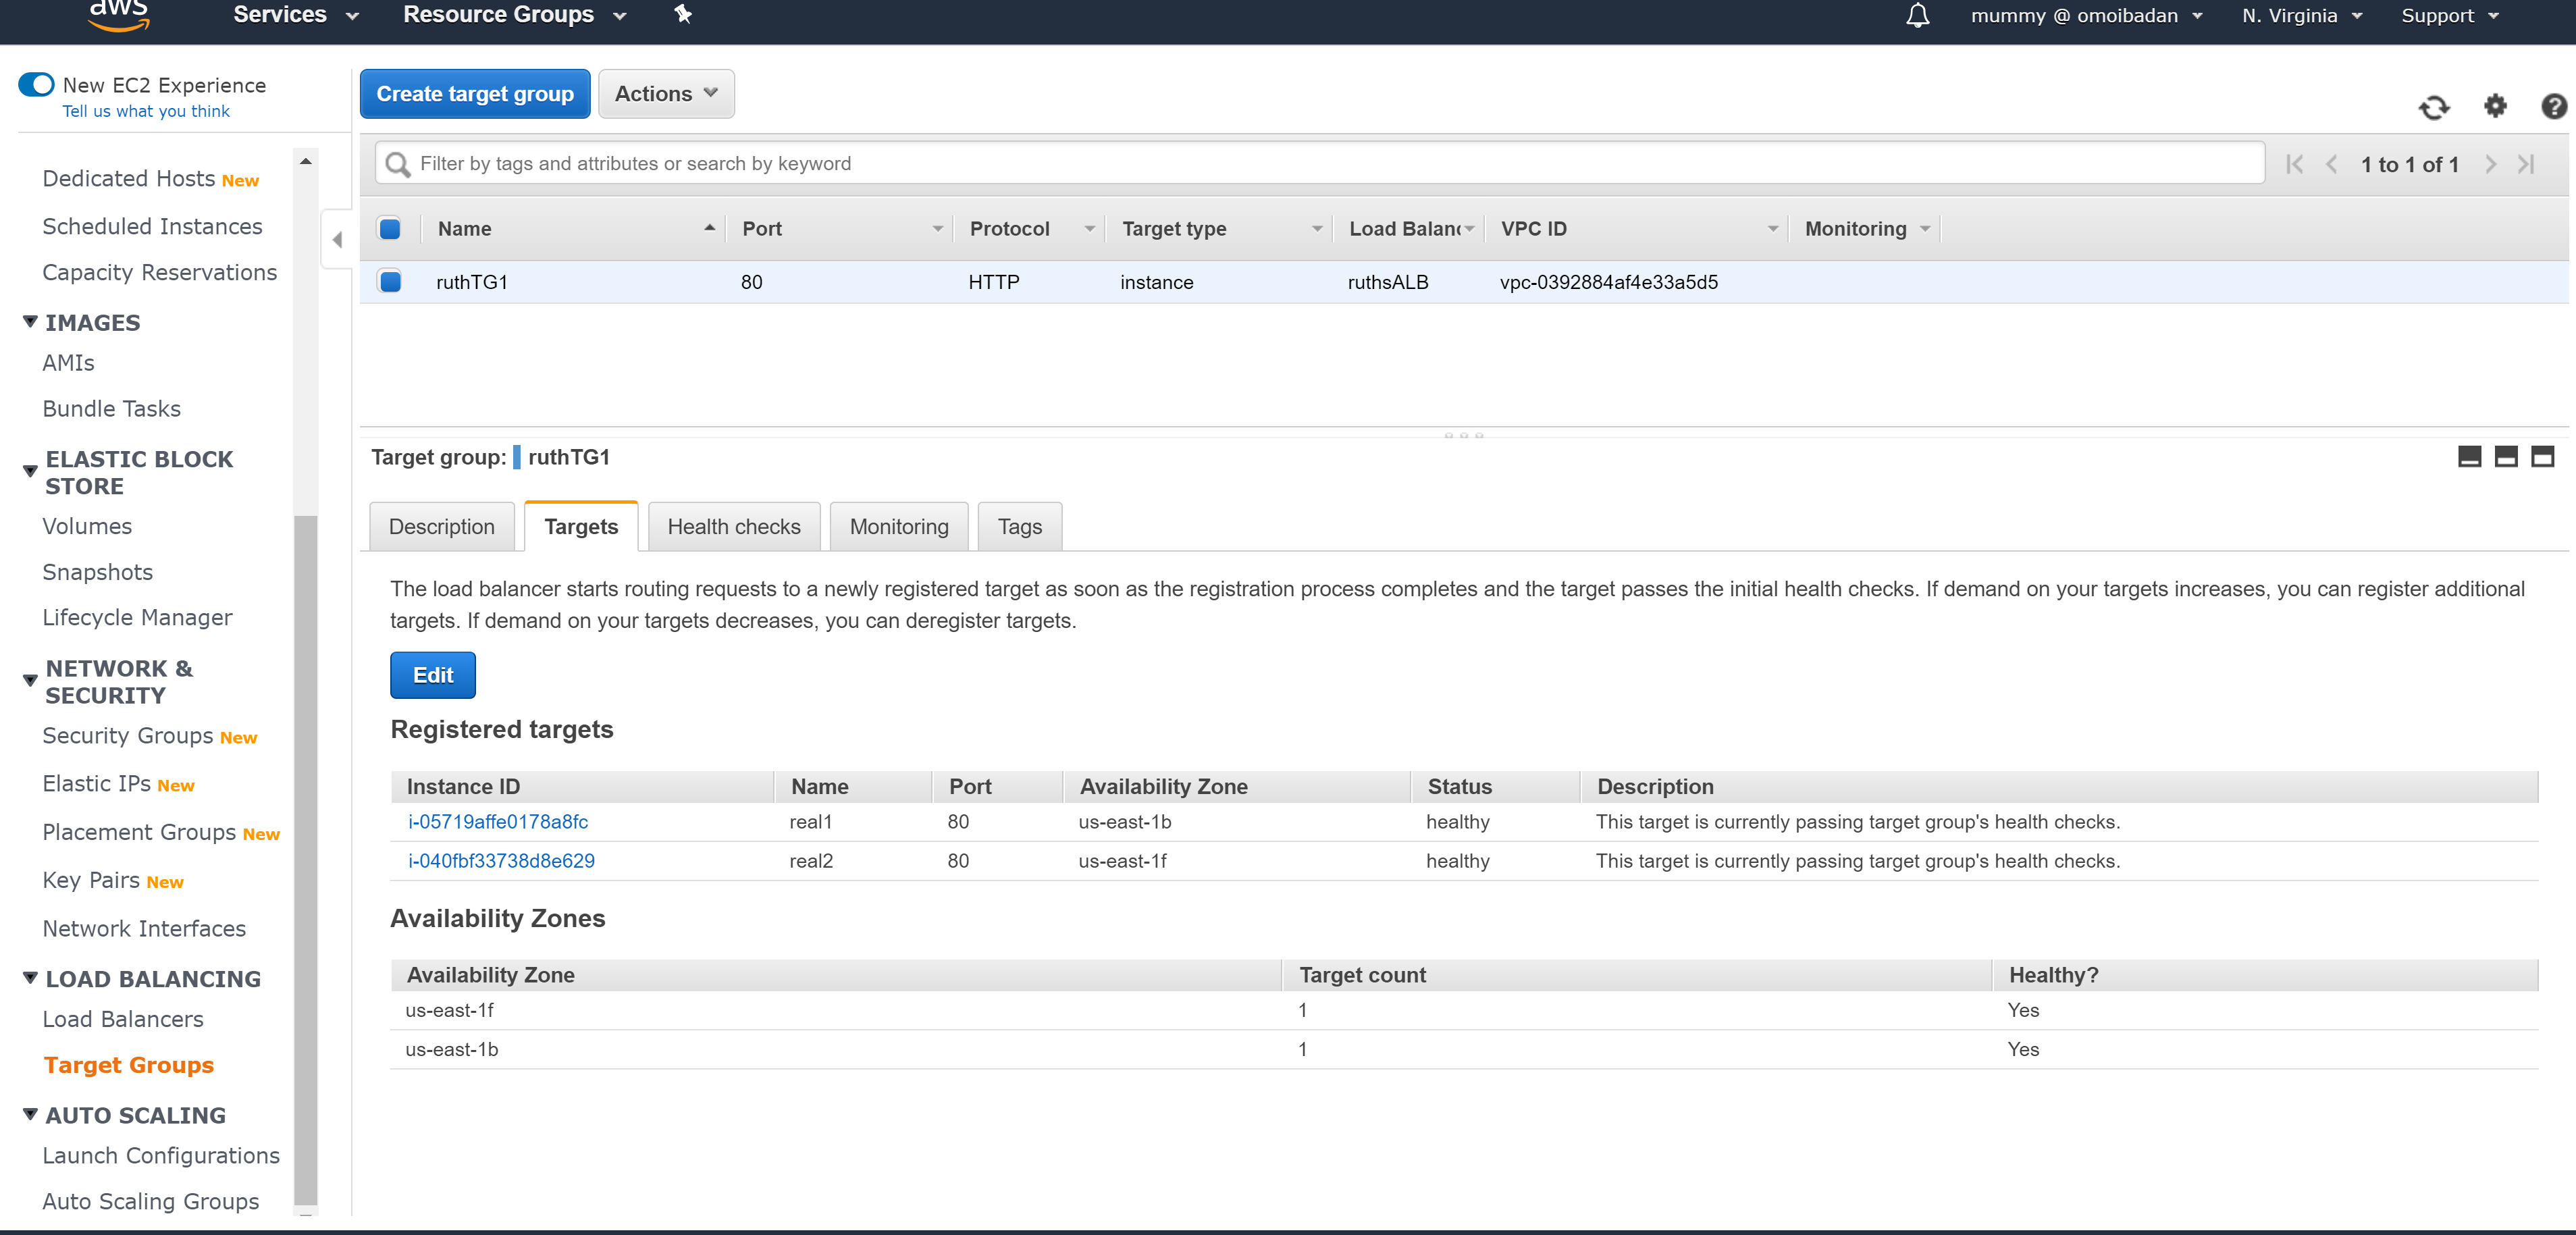 aws
Services
Resource Groups
mummy @ omoibadan
N. Virginia
Support
New EC2 Experience
Tell us what you think
Dedicated Hosts New
Scheduled Instances
Capacity Reservations
IMAGES
AMIs
Bundle Tasks
ELASTIC BLOCK
STORE
Volumes
Snapshots
Lifecycle Manager
NETWORK &
SECURITY
Security Groups New
Elastic IPs New
Placement Groups New
Key Pairs New
Network Interfaces
LOAD BALANCING
Load Balancers
Target Groups
AUTO SCALING
Launch Configurations
Auto Scaling Groups
Create target group
Actions
Filter by tags and attributes or search by keyword
1 to 1 of 1
Name Port Protocol Target type Load Balanc VPC ID Monitoring
ruthTG1 80 HTTP instance ruthsALB vpc-0392884af4e33a5d5
Target group: ruthTG1
Description Targets Health checks Monitoring Tags
The load balancer starts routing requests to a newly registered target as soon as the registration process completes and the target passes the initial health checks. If demand on your targets increases, you can register additional
targets. If demand on your targets decreases, you can deregister targets.
Edit
Registered targets
Instance ID Name Port Availability Zone Status Description
i-05719affe0178a8fc real1 80 us-east-1b healthy This target is currently passing target group's health checks.
i-040fbf33738d8e629 real2 80 us-east-1f healthy This target is currently passing target group's health checks.
Availability Zones
Availability Zone Target count Healthy?
us-east-1f 1 Yes
us-east-1b 1 Yes